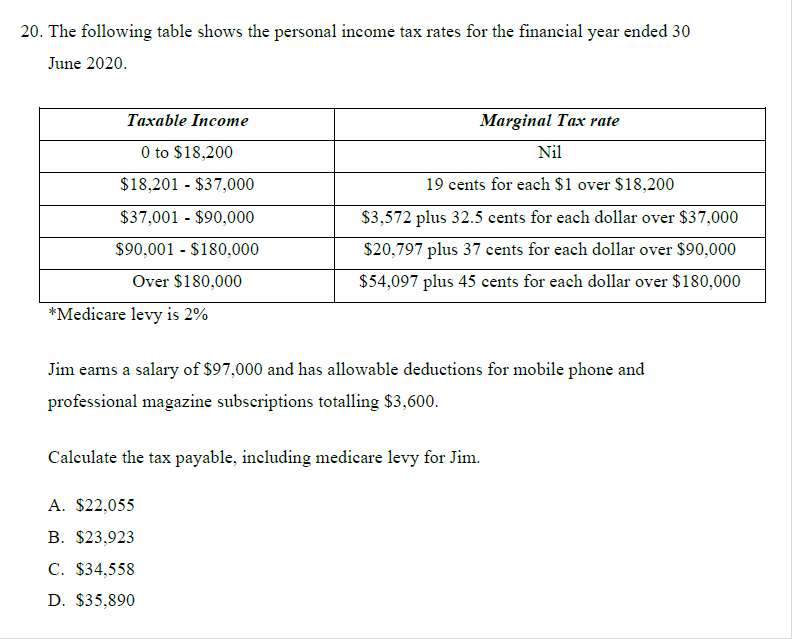 20. The following table shows the personal income tax rates for the financial year ended 30
June 2020.
Taxable Income Marginal Tax rate
0 to $18,200 Nil
$18,201 - $37,000 19 cents for each $1 over $18,200
$37,001 - $90,000 $3,572 plus 32.5 cents for each dollar over $37,000
$90,001 - $180,000 $20,797 plus 37 cents for each dollar over $90,000
Over $180,000 $54,097 plus 45 cents for each dollar over $180,000
*Medicare levy is 2%
Jim earns a salary of $97,000 and has allowable deductions for mobile phone and
professional magazine subscriptions totalling $3,600.
Calculate the tax payable, including medicare levy for Jim.
A. $22,055
B. $23,923
C. $34,558
D. $35,890